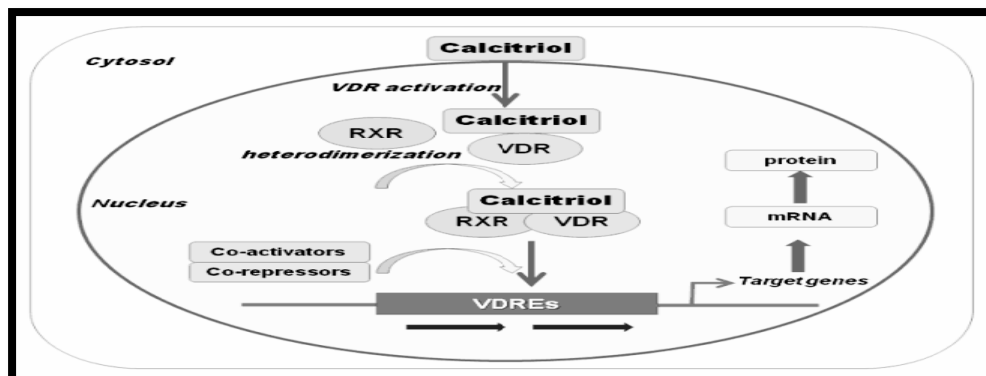 Calcitriol
Cytosol
VDR activation
Calcitriol
RXR
VDR
heterodimerization
protein
Calcitriol
Nucleus
RXR
VDR
mRNA
Co-activators
Co-repressors
Target genes
VDREs